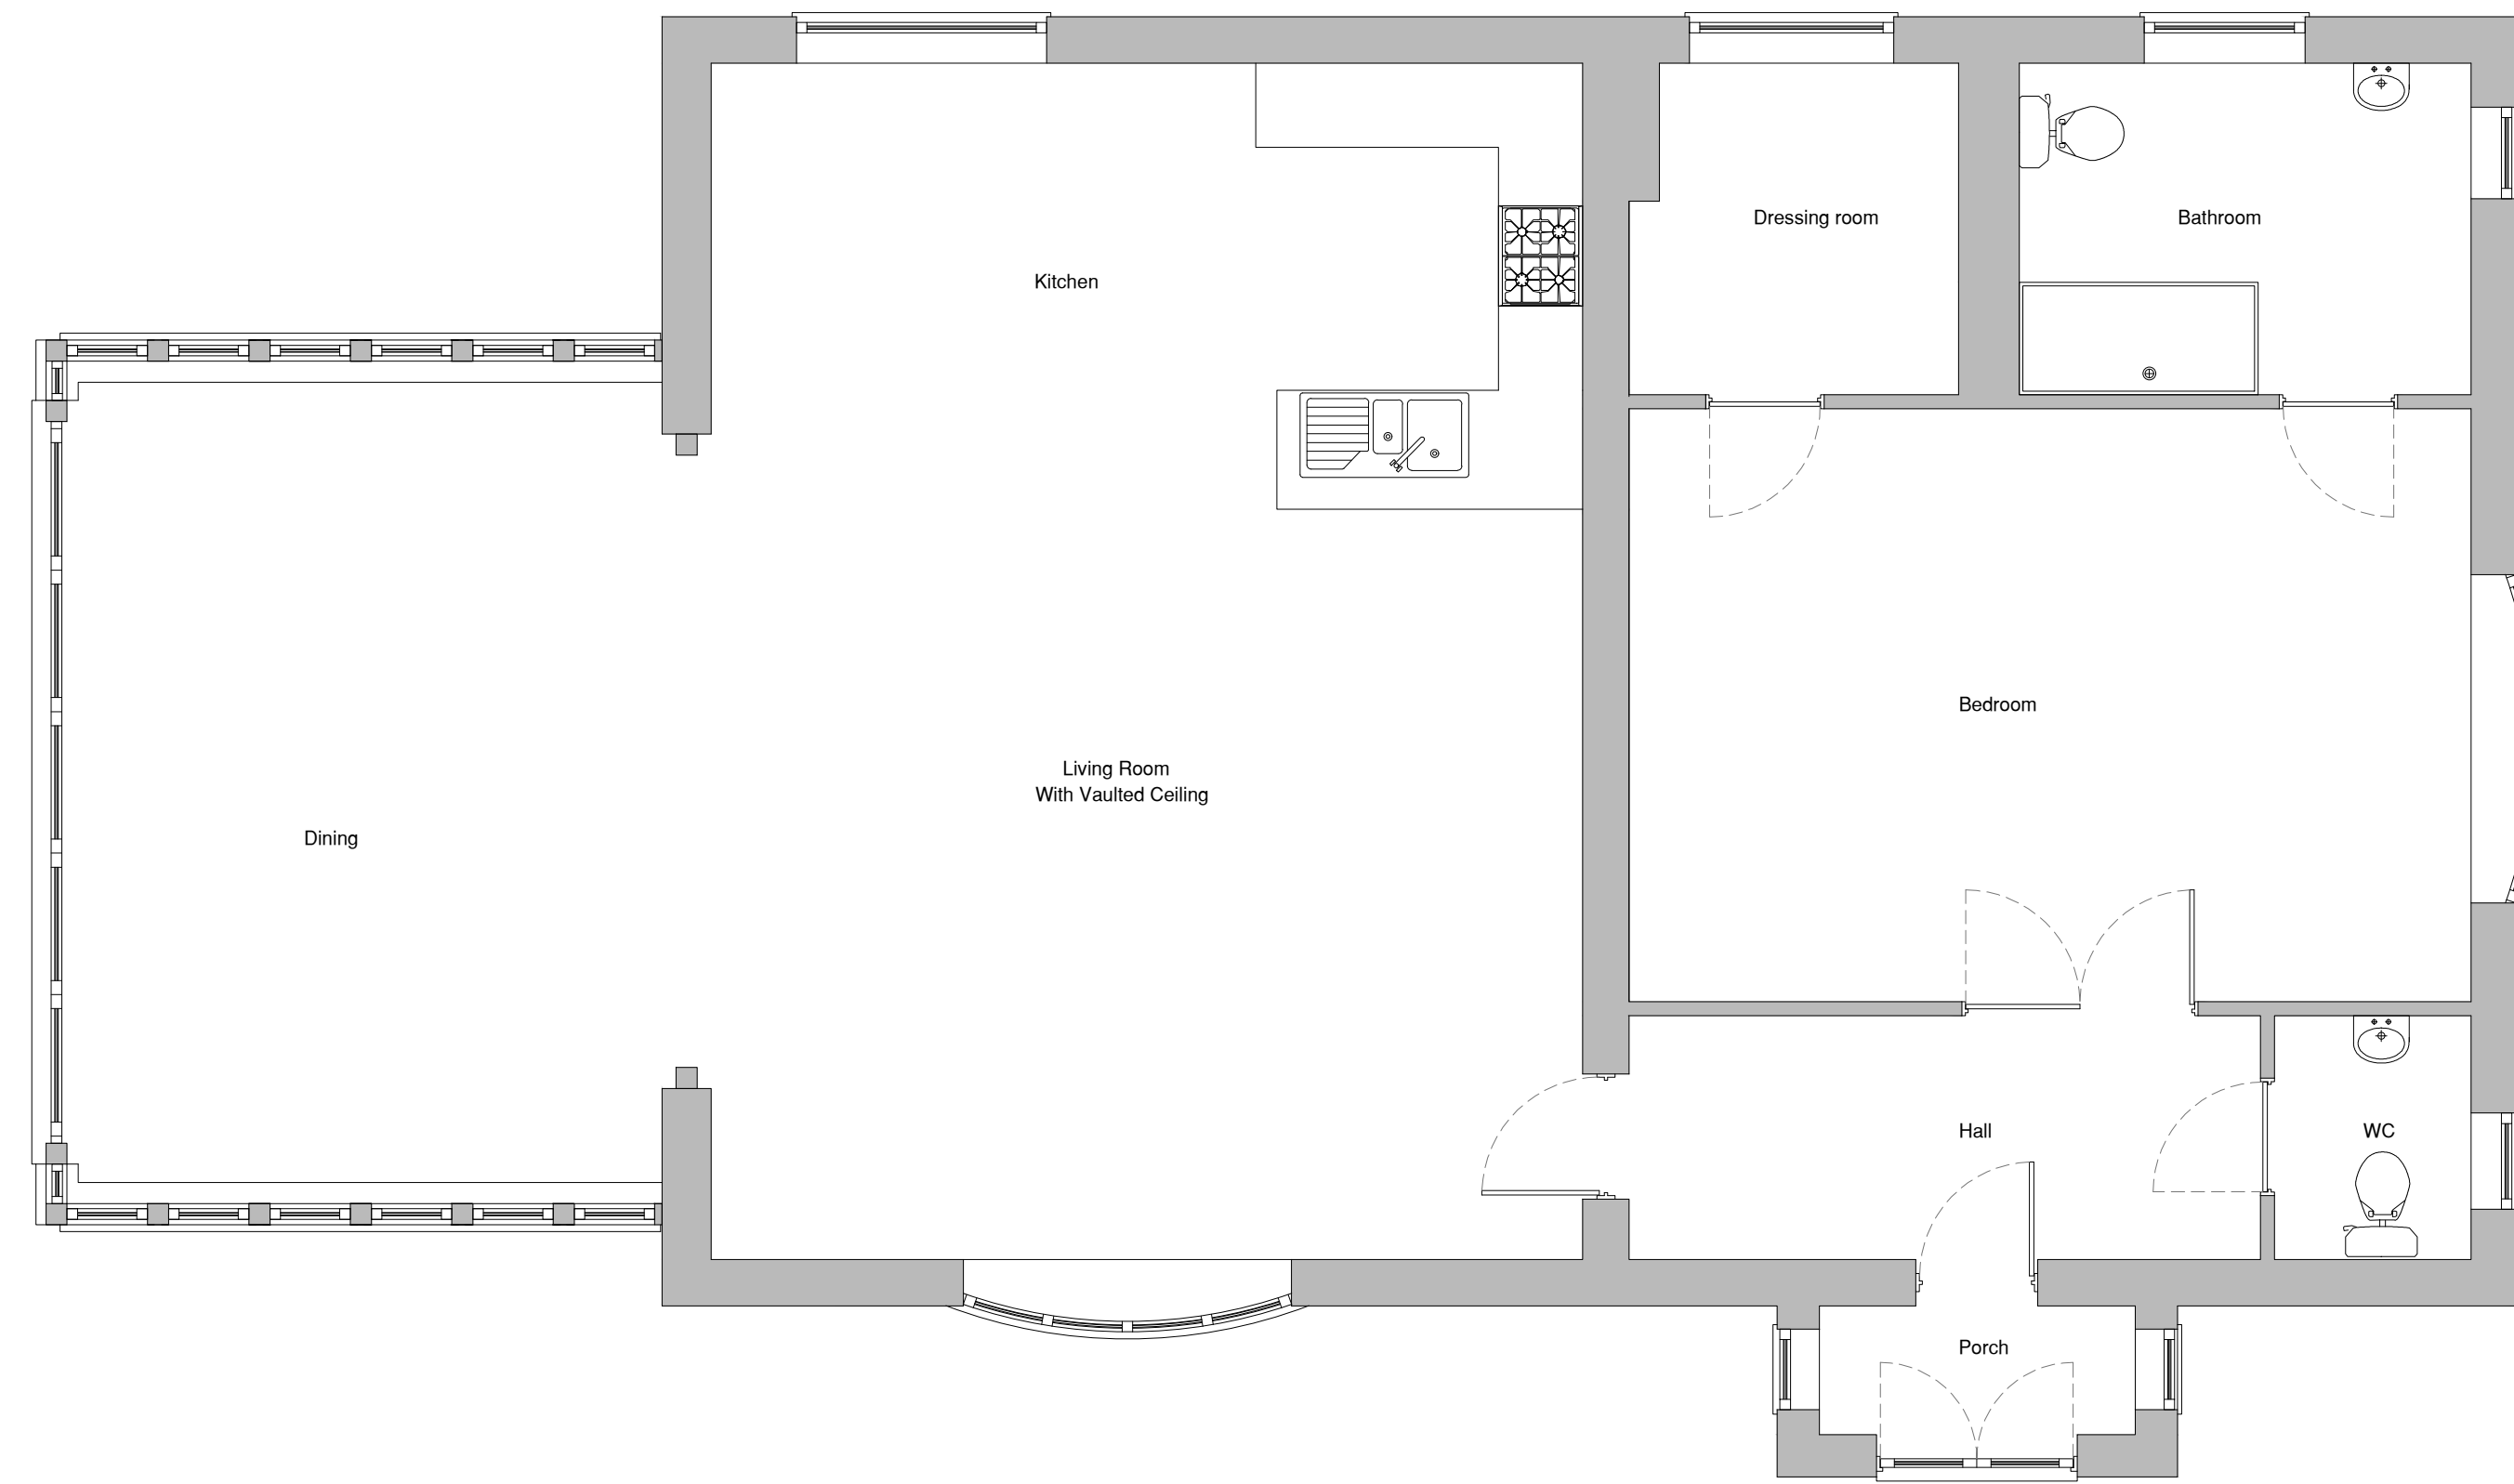 Dressing room
Bathroom
Kitchen
Bedroom
Living Room
With Vaulted Ceiling
Dining
Hall
WC
Porch